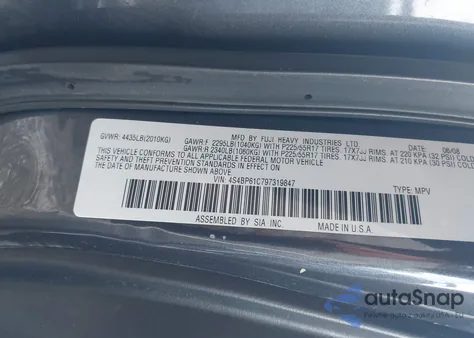 MFD. BY FUJI HEAVY INDUSTRIES LTD. DATE: 08/08
GVWR: 4435LB(2010KG) GAWR:F 2295LB(1040KG) WITH P225/55R17 TIRES, 17X7JJ RIMS, AT 220 KPA (32 PSI) COLD
GAWR:R 2340LB(1060KG) WITH P225/55R17 TIRES, 17X7JJ RIMS, AT 210 KPA (30 PSI) COLD
THIS VEHICLE CONFORMS TO ALL APPLICABLE FEDERAL MOTOR VEHICLE
SAFETY, AND THEFT PREVENTION STANDARDS IN EFFECT ON
THE DATE OF MANUFACTURE SHOWN ABOVE.
VIN: 4S4BP61C797319847 TYPE: MPV
ASSEMBLED BY SIA INC. MADE IN U.S.A.
autoSnap